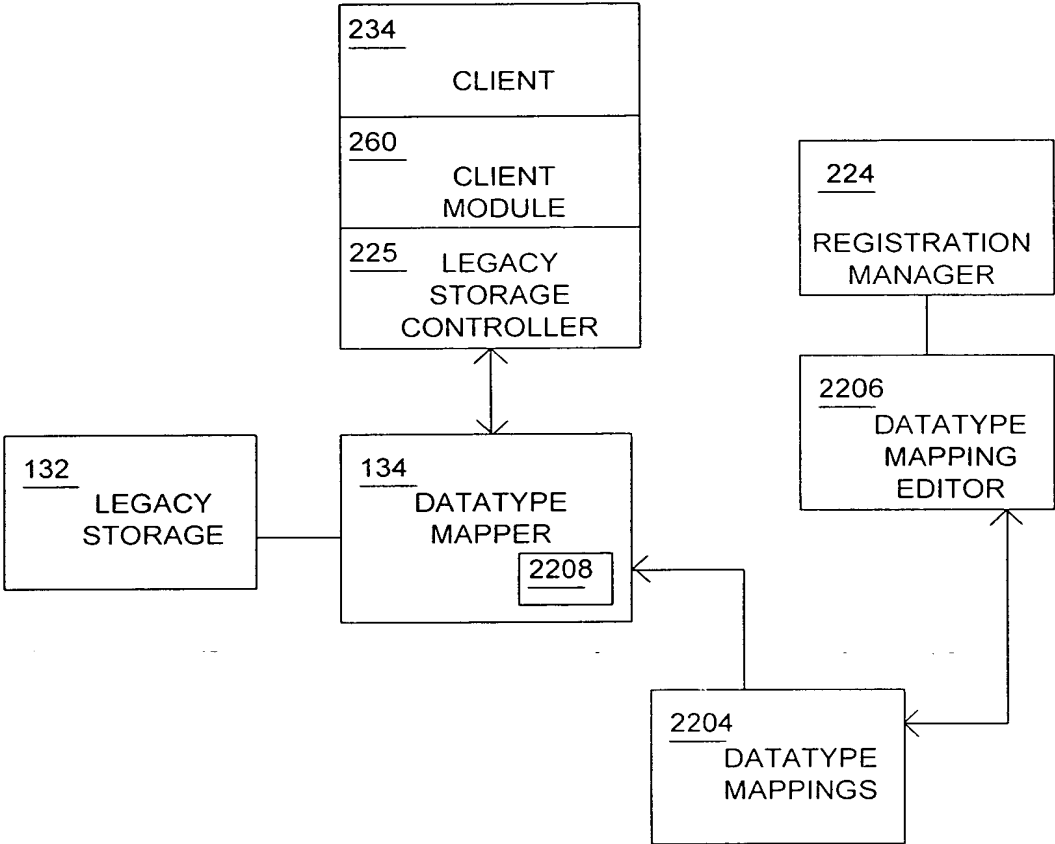 234
CLIENT
260
CLIENT
MODULE
225
LEGACY
STORAGE
CONTROLLER
224
REGISTRATION
MANAGER
2206
DATATYPE
MAPPING
EDITOR
132
LEGACY
STORAGE
134
DATATYPE
MAPPER
2208
2204
DATATYPE
MAPPINGS